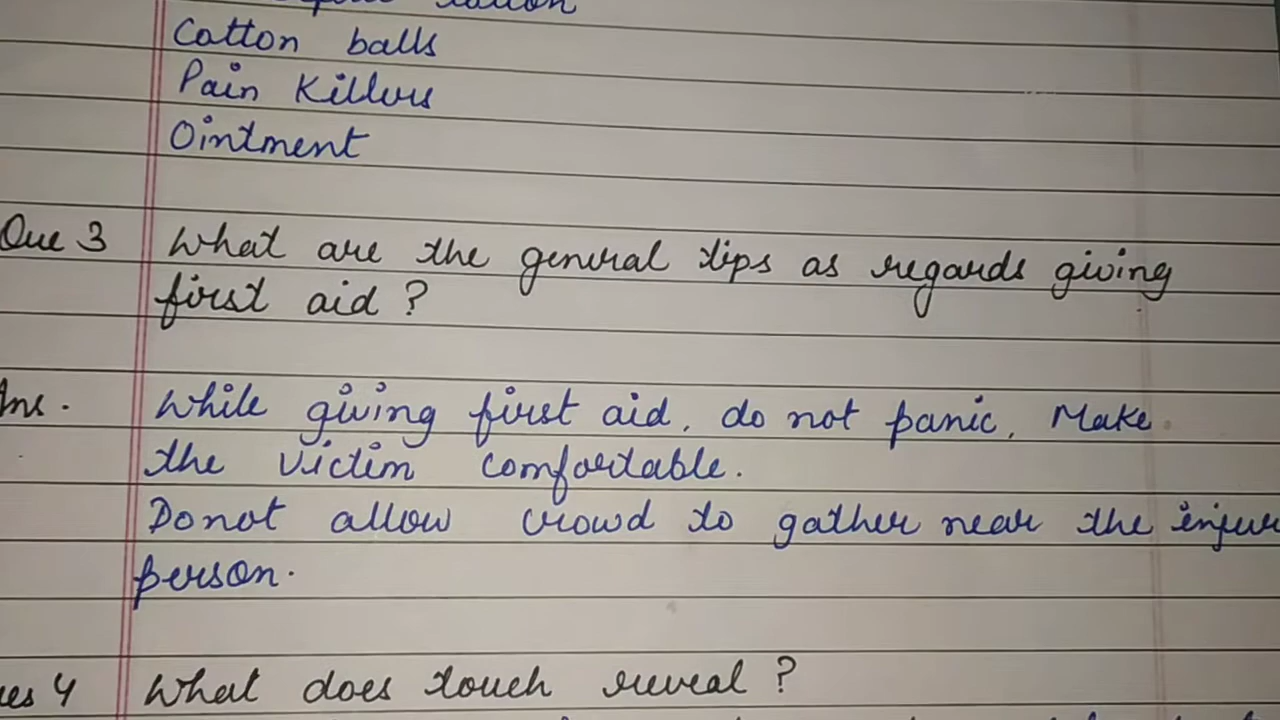 Cotton balls
Pain Killers
Ointment
Que 3 What are the general tips as regards giving
first aid ?
Ans. While giving first aid, do not panic. Make
the victim comfortable.
Donot allow crowd to gather near the injur
person.
ues 4 What does touch reveal ?